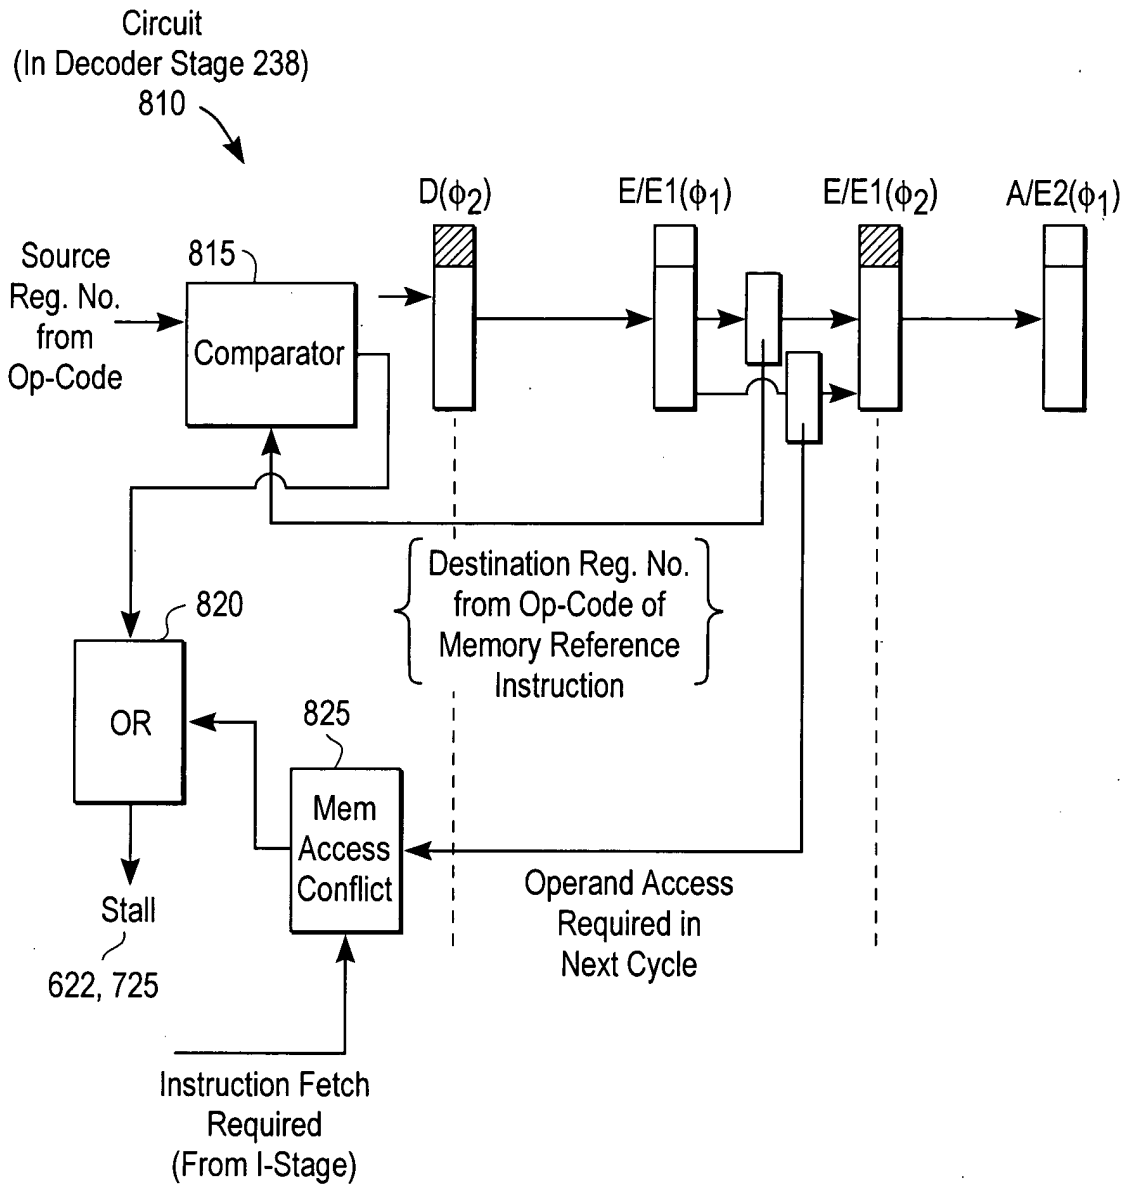 Circuit
(In Decoder Stage 238)
810
D(ϕ2)
E/E1(ϕ1)
E/E1(ϕ2)
A/E2(ϕ1)
Source
Reg. No.
from
Op-Code
815
Comparator
Destination Reg. No.
from Op-Code of
Memory Reference
Instruction
820
OR
825
Mem
Access
Conflict
Operand Access
Required in
Next Cycle
Stall
622, 725
Instruction Fetch
Required
(From I-Stage)